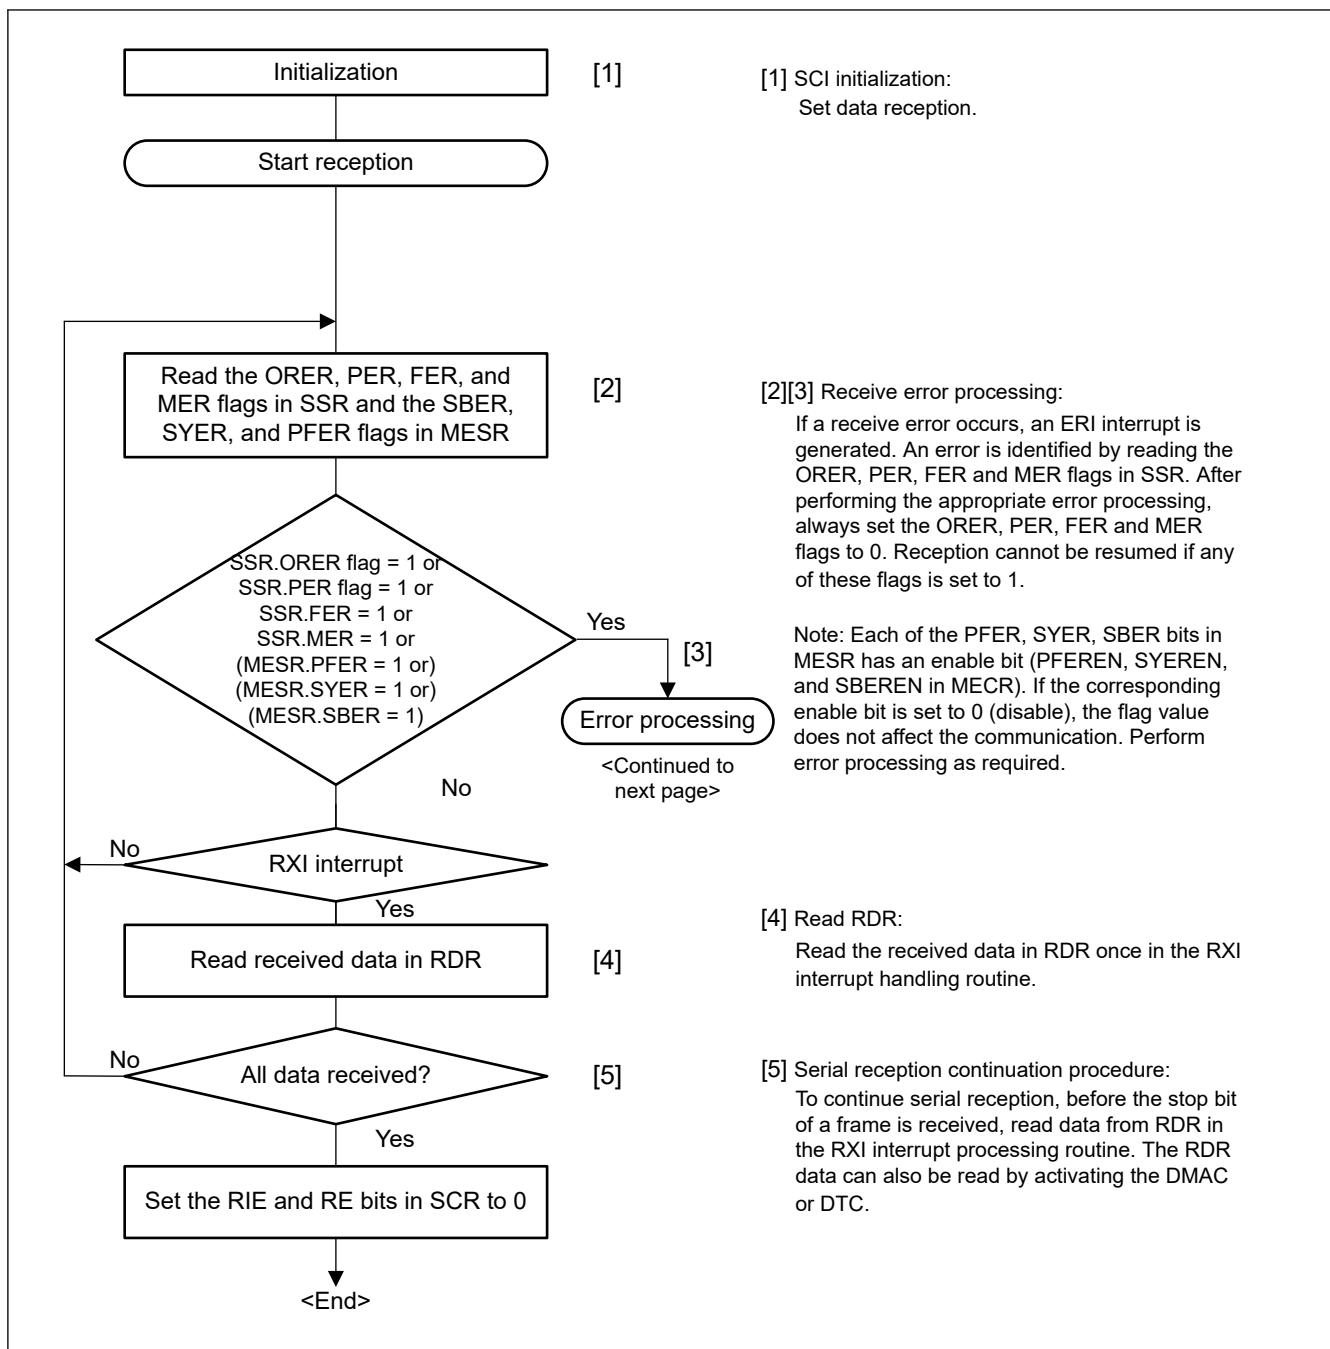 Initialization
[1]
[1] SCI initialization:
Set data reception.
Start reception
Read the ORER, PER, FER, and
MER flags in SSR and the SBER,
SYER, and PFER flags in MESR
[2]
[2][3] Receive error processing:
If a receive error occurs, an ERI interrupt is
generated. An error is identified by reading the
ORER, PER, FER and MER flags in SSR. After
performing the appropriate error processing,
always set the ORER, PER, FER and MER
flags to 0. Reception cannot be resumed if any
of these flags is set to 1.
Note: Each of the PFER, SYER, SBER bits in
MESR has an enable bit (PFEREN, SYEREN,
and SBEREN in MECR). If the corresponding
enable bit is set to 0 (disable), the flag value
does not affect the communication. Perform
error processing as required.
SSR.ORER flag = 1 or
SSR.PER flag = 1 or
SSR.FER = 1 or
SSR.MER = 1 or
(MESR.PFER = 1 or)
(MESR.SYER = 1 or)
(MESR.SBER = 1)
Yes
[3]
Error processing
<Continued to
next page>
No
No
RXI interrupt
Yes
Read received data in RDR
[4]
[4] Read RDR:
Read the received data in RDR once in the RXI
interrupt handling routine.
No
All data received?
[5]
[5] Serial reception continuation procedure:
To continue serial reception, before the stop bit
of a frame is received, read data from RDR in
the RXI interrupt processing routine. The RDR
data can also be read by activating the DMAC
or DTC.
Yes
Set the RIE and RE bits in SCR to 0
<End>